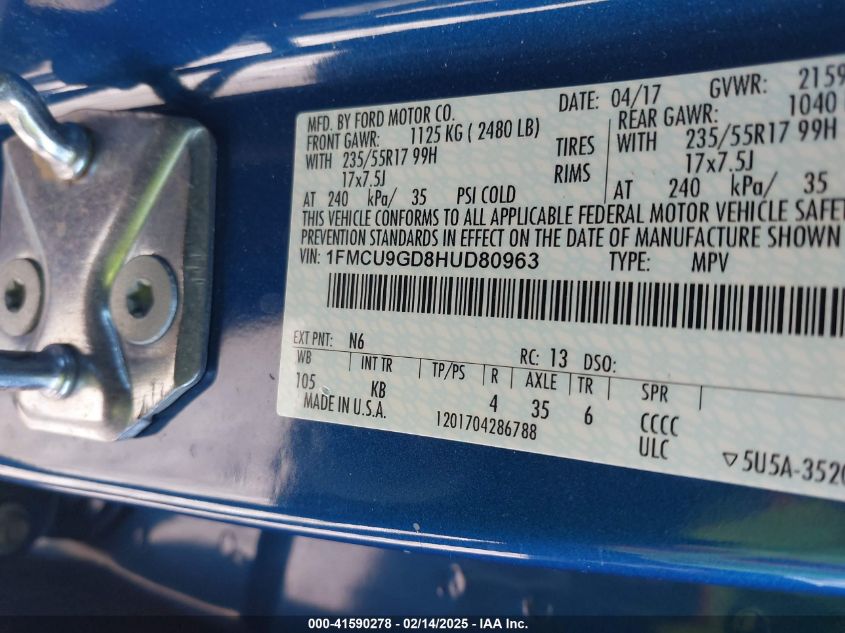 MFD. BY FORD MOTOR CO.
DATE: 04/17 GVWR: 2159
FRONT GAWR: 1125 KG ( 2480 LB)
REAR GAWR: 1040
WITH 235/55R17 99H TIRES WITH 235/55R17 99H
17x7.5J RIMS 17x7.5J
AT 240 kPa/ 35 PSI COLD AT 240 kPa/ 35
THIS VEHICLE CONFORMS TO ALL APPLICABLE FEDERAL MOTOR VEHICLE SAFET
PREVENTION STANDARDS IN EFFECT ON THE DATE OF MANUFACTURE SHOWN
VIN: 1FMCU9GD8HUD80963 TYPE: MPV
EXT PNT: N6 RC: 13 DSO:
WB INT TR TP/PS R AXLE TR SPR
105 KB 4 35 6 CCCC
MADE IN U.S.A. 1201704286788 ULC
▽5U5A-3520
000-41590278 - 02/14/2025 - IAA Inc.